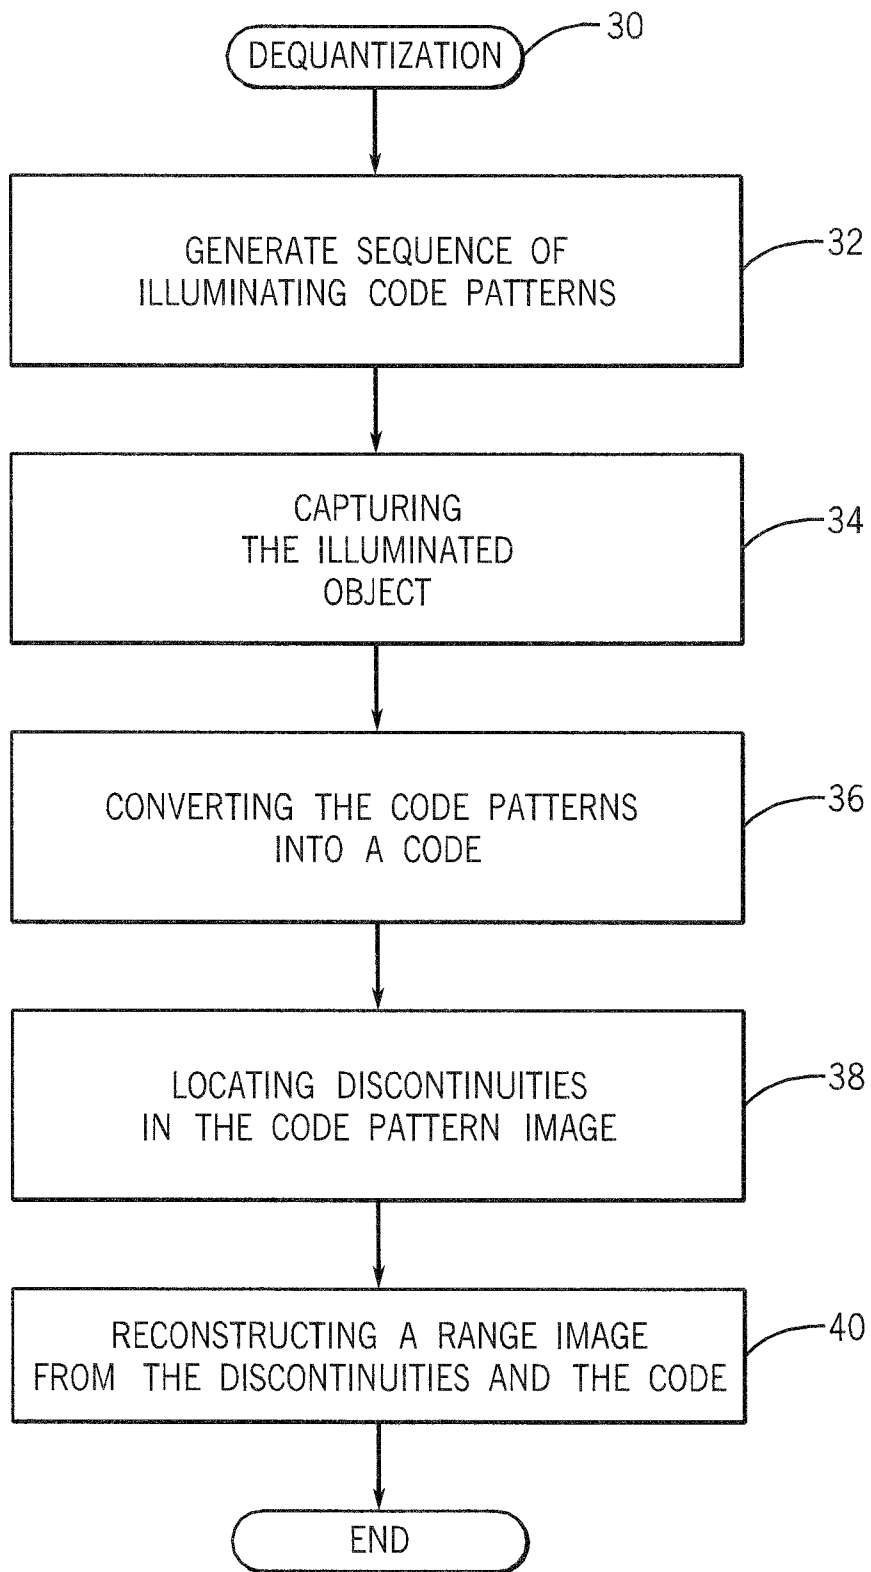 DEQUANTIZATION
30
GENERATE SEQUENCE OF
ILLUMINATING CODE PATTERNS
32
CAPTURING
THE ILLUMINATED
OBJECT
34
CONVERTING THE CODE PATTERNS
INTO A CODE
36
LOCATING DISCONTINUITIES
IN THE CODE PATTERN IMAGE
38
RECONSTRUCTING A RANGE IMAGE
FROM THE DISCONTINUITIES AND THE CODE
40
END